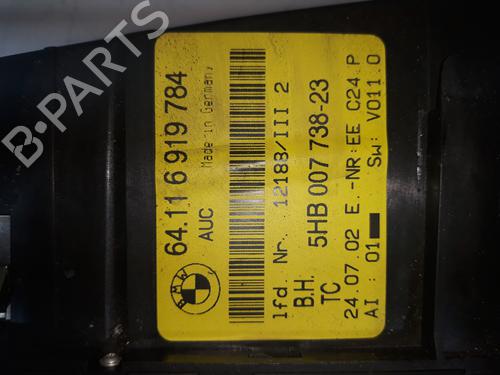 64.11 6 919 784
AUC Made in Germany
BMW
lfd. Nr. 12188/III 2
B.H. 5HB 007 738-23
TC
24.07.02 E.-NR:EE C24 P
AI : 01 SW: V011.0
B-Parts